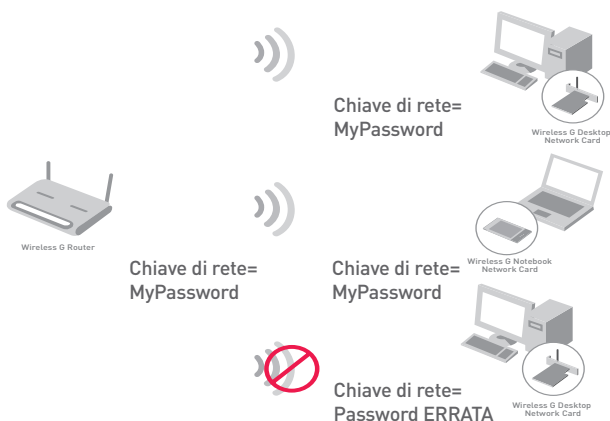 Chiave di rete=
MyPassword
Wireless G Desktop
Network Card
Wireless G Router
Chiave di rete=
MyPassword
Chiave di rete=
MyPassword
Wireless G Notebook
Network Card
Chiave di rete=
Password ERRATA
Wireless G Desktop
Network Card